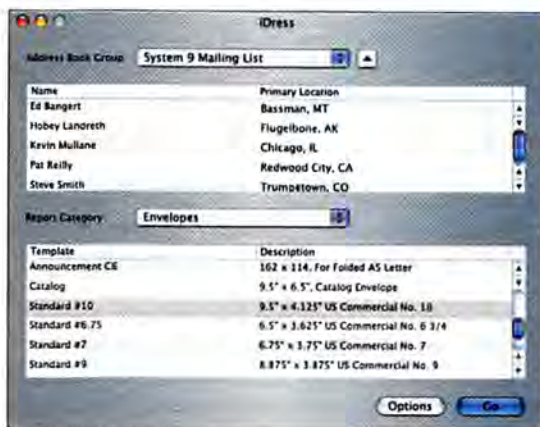 iDress
Address Book Group System 9 Mailing List
Name Primary Location
Ed Bangert Bassman, MT
Hobey Landreth Flugelbone, AK
Kevin Mullane Chicago, IL
Pat Reilly Redwood City, CA
Steve Smith Trumpetown, CO
Report Category Envelopes
Template Description
Announcement C6 162 x 114, For Folded A5 Letter
Catalog 9.5" x 6.5", Catalog Envelope
Standard #10 9.5" x 4.125" US Commercial No. 10
Standard #6.75 6.5" x 3.625" US Commercial No. 6 3/4
Standard #7 6.75" x 3.75" US Commercial No. 7
Standard #9 8.875" x 3.875" US Commercial No. 9
Options Go